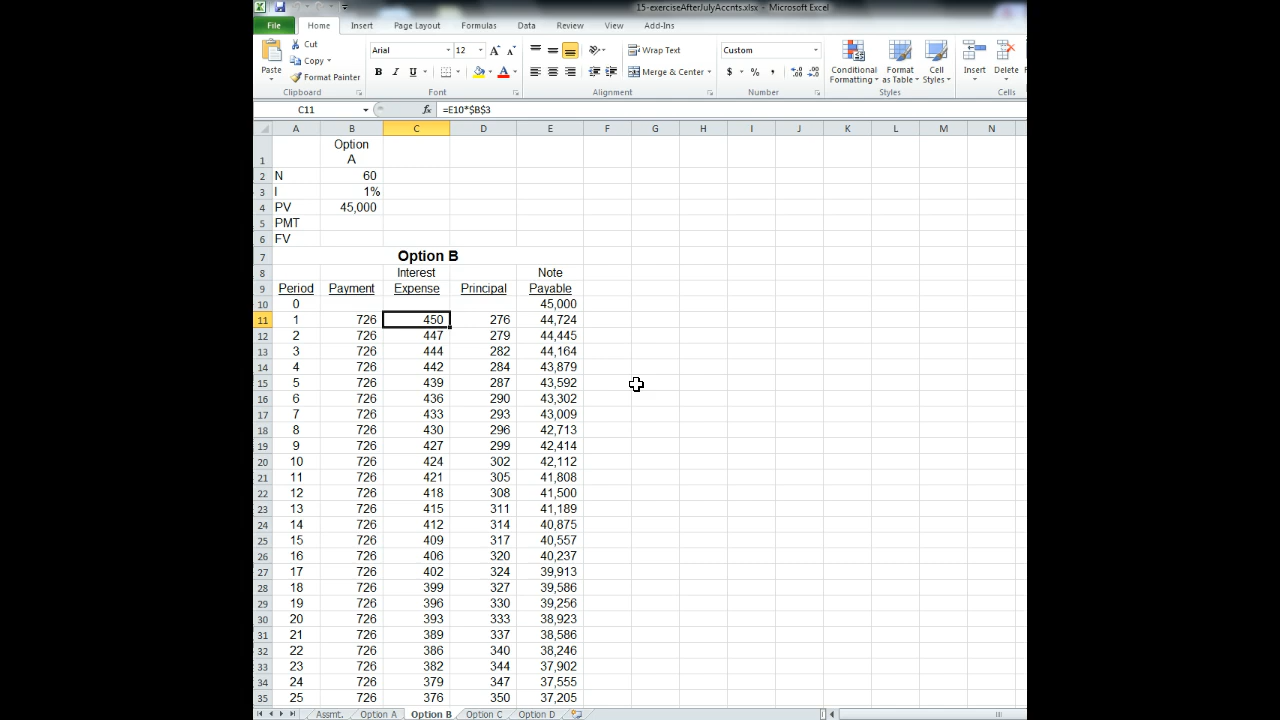 15-exerciseAfterJulyAccnts.xlsx – Microsoft Excel
File Home Insert Page Layout Formulas Data Review View Add-Ins
Cut Arial 12 A A Wrap Text Custom
Paste Copy Conditional Format Cell Insert Delete
Format Painter B I U A Merge & Center $ % , Formatting as Table Styles
Clipboard Font Alignment Number Styles Cells
C11 fx =E10*$B$3
A B C D E F G H I J K L M N
1 Option A
2 N 60
3 I 1%
4 PV 45,000
5 PMT
6 FV
7 Option B
8 Interest Note
9 Period Payment Expense Principal Payable
10 0 45,000
11 1 726 450 276 44,724
12 2 726 447 279 44,445
13 3 726 444 282 44,164
14 4 726 442 284 43,879
15 5 726 439 287 43,592
16 6 726 436 290 43,302
17 7 726 433 293 43,009
18 8 726 430 296 42,713
19 9 726 427 299 42,414
20 10 726 424 302 42,112
21 11 726 421 305 41,808
22 12 726 418 308 41,500
23 13 726 415 311 41,189
24 14 726 412 314 40,875
25 15 726 409 317 40,557
26 16 726 406 320 40,237
27 17 726 402 324 39,913
28 18 726 399 327 39,586
29 19 726 396 330 39,256
30 20 726 393 333 38,923
31 21 726 389 337 38,586
32 22 726 386 340 38,246
33 23 726 382 344 37,902
34 24 726 379 347 37,555
35 25 726 376 350 37,205
Assmt. Option A Option B Option C Option D